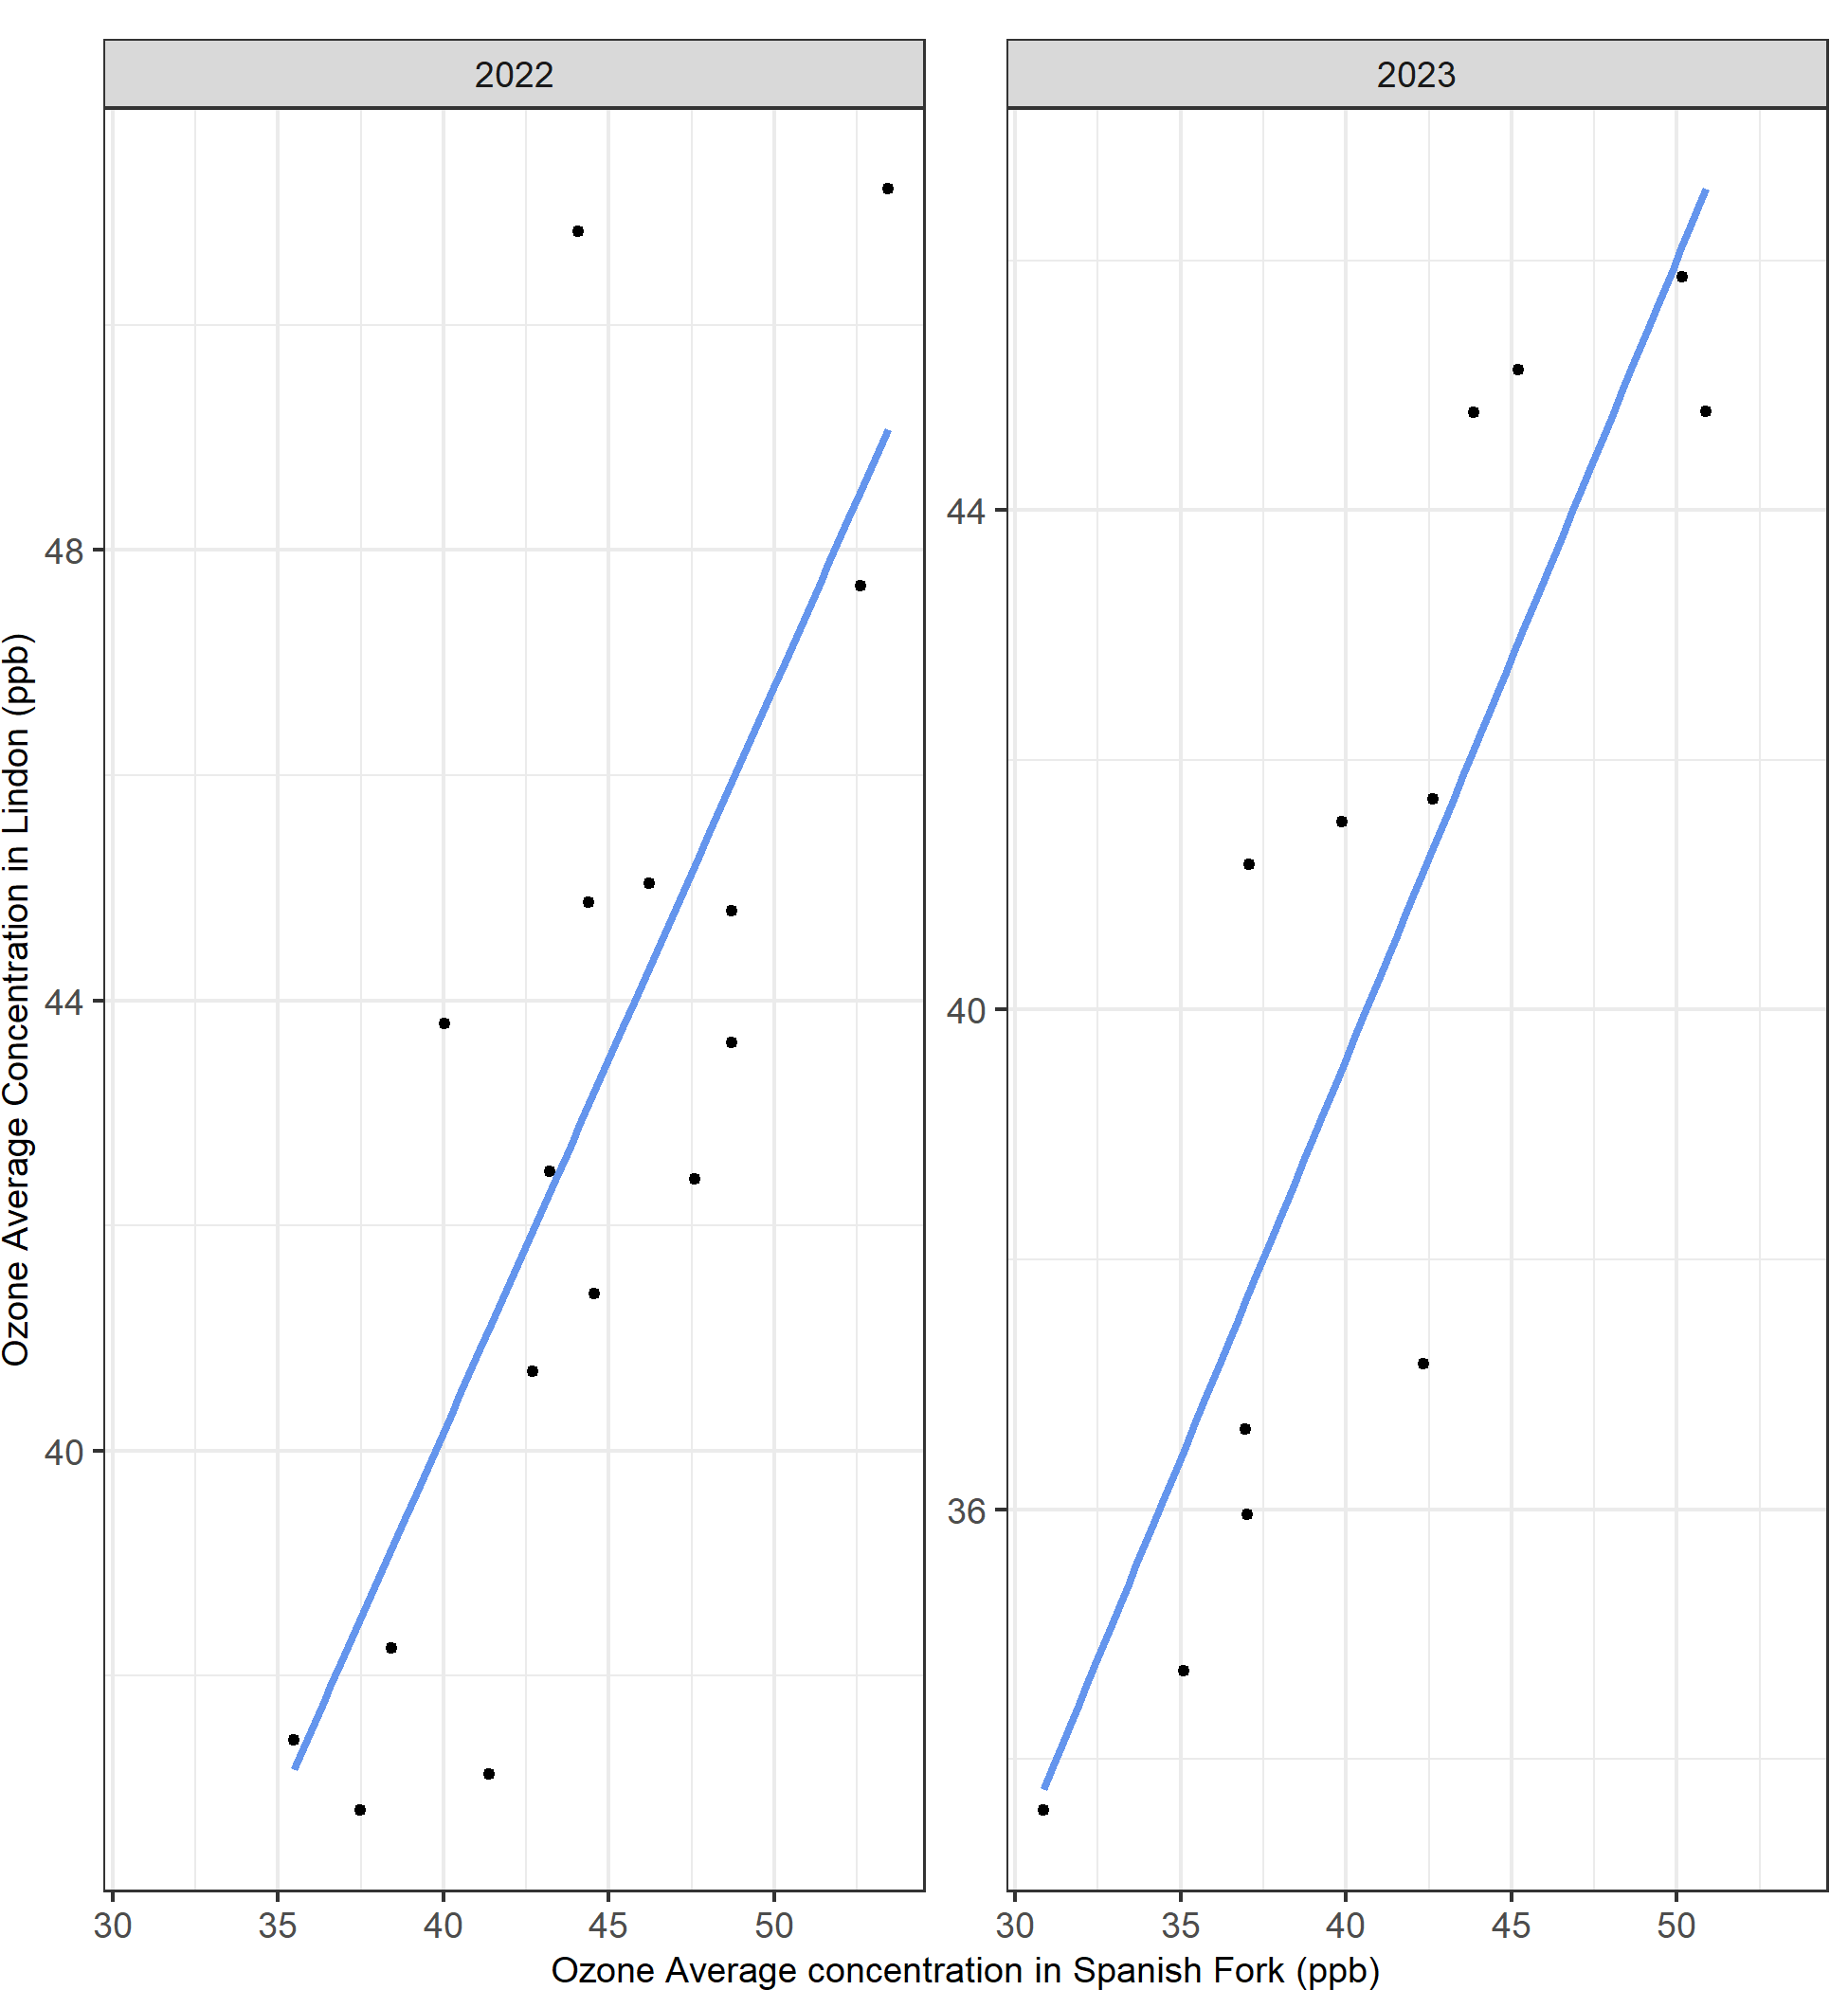 2022
2023
Ozone Average Concentration in Lindon (ppb)
48
44
40
44
40
36
30 35 40 45 50
30 35 40 45 50
Ozone Average concentration in Spanish Fork (ppb)